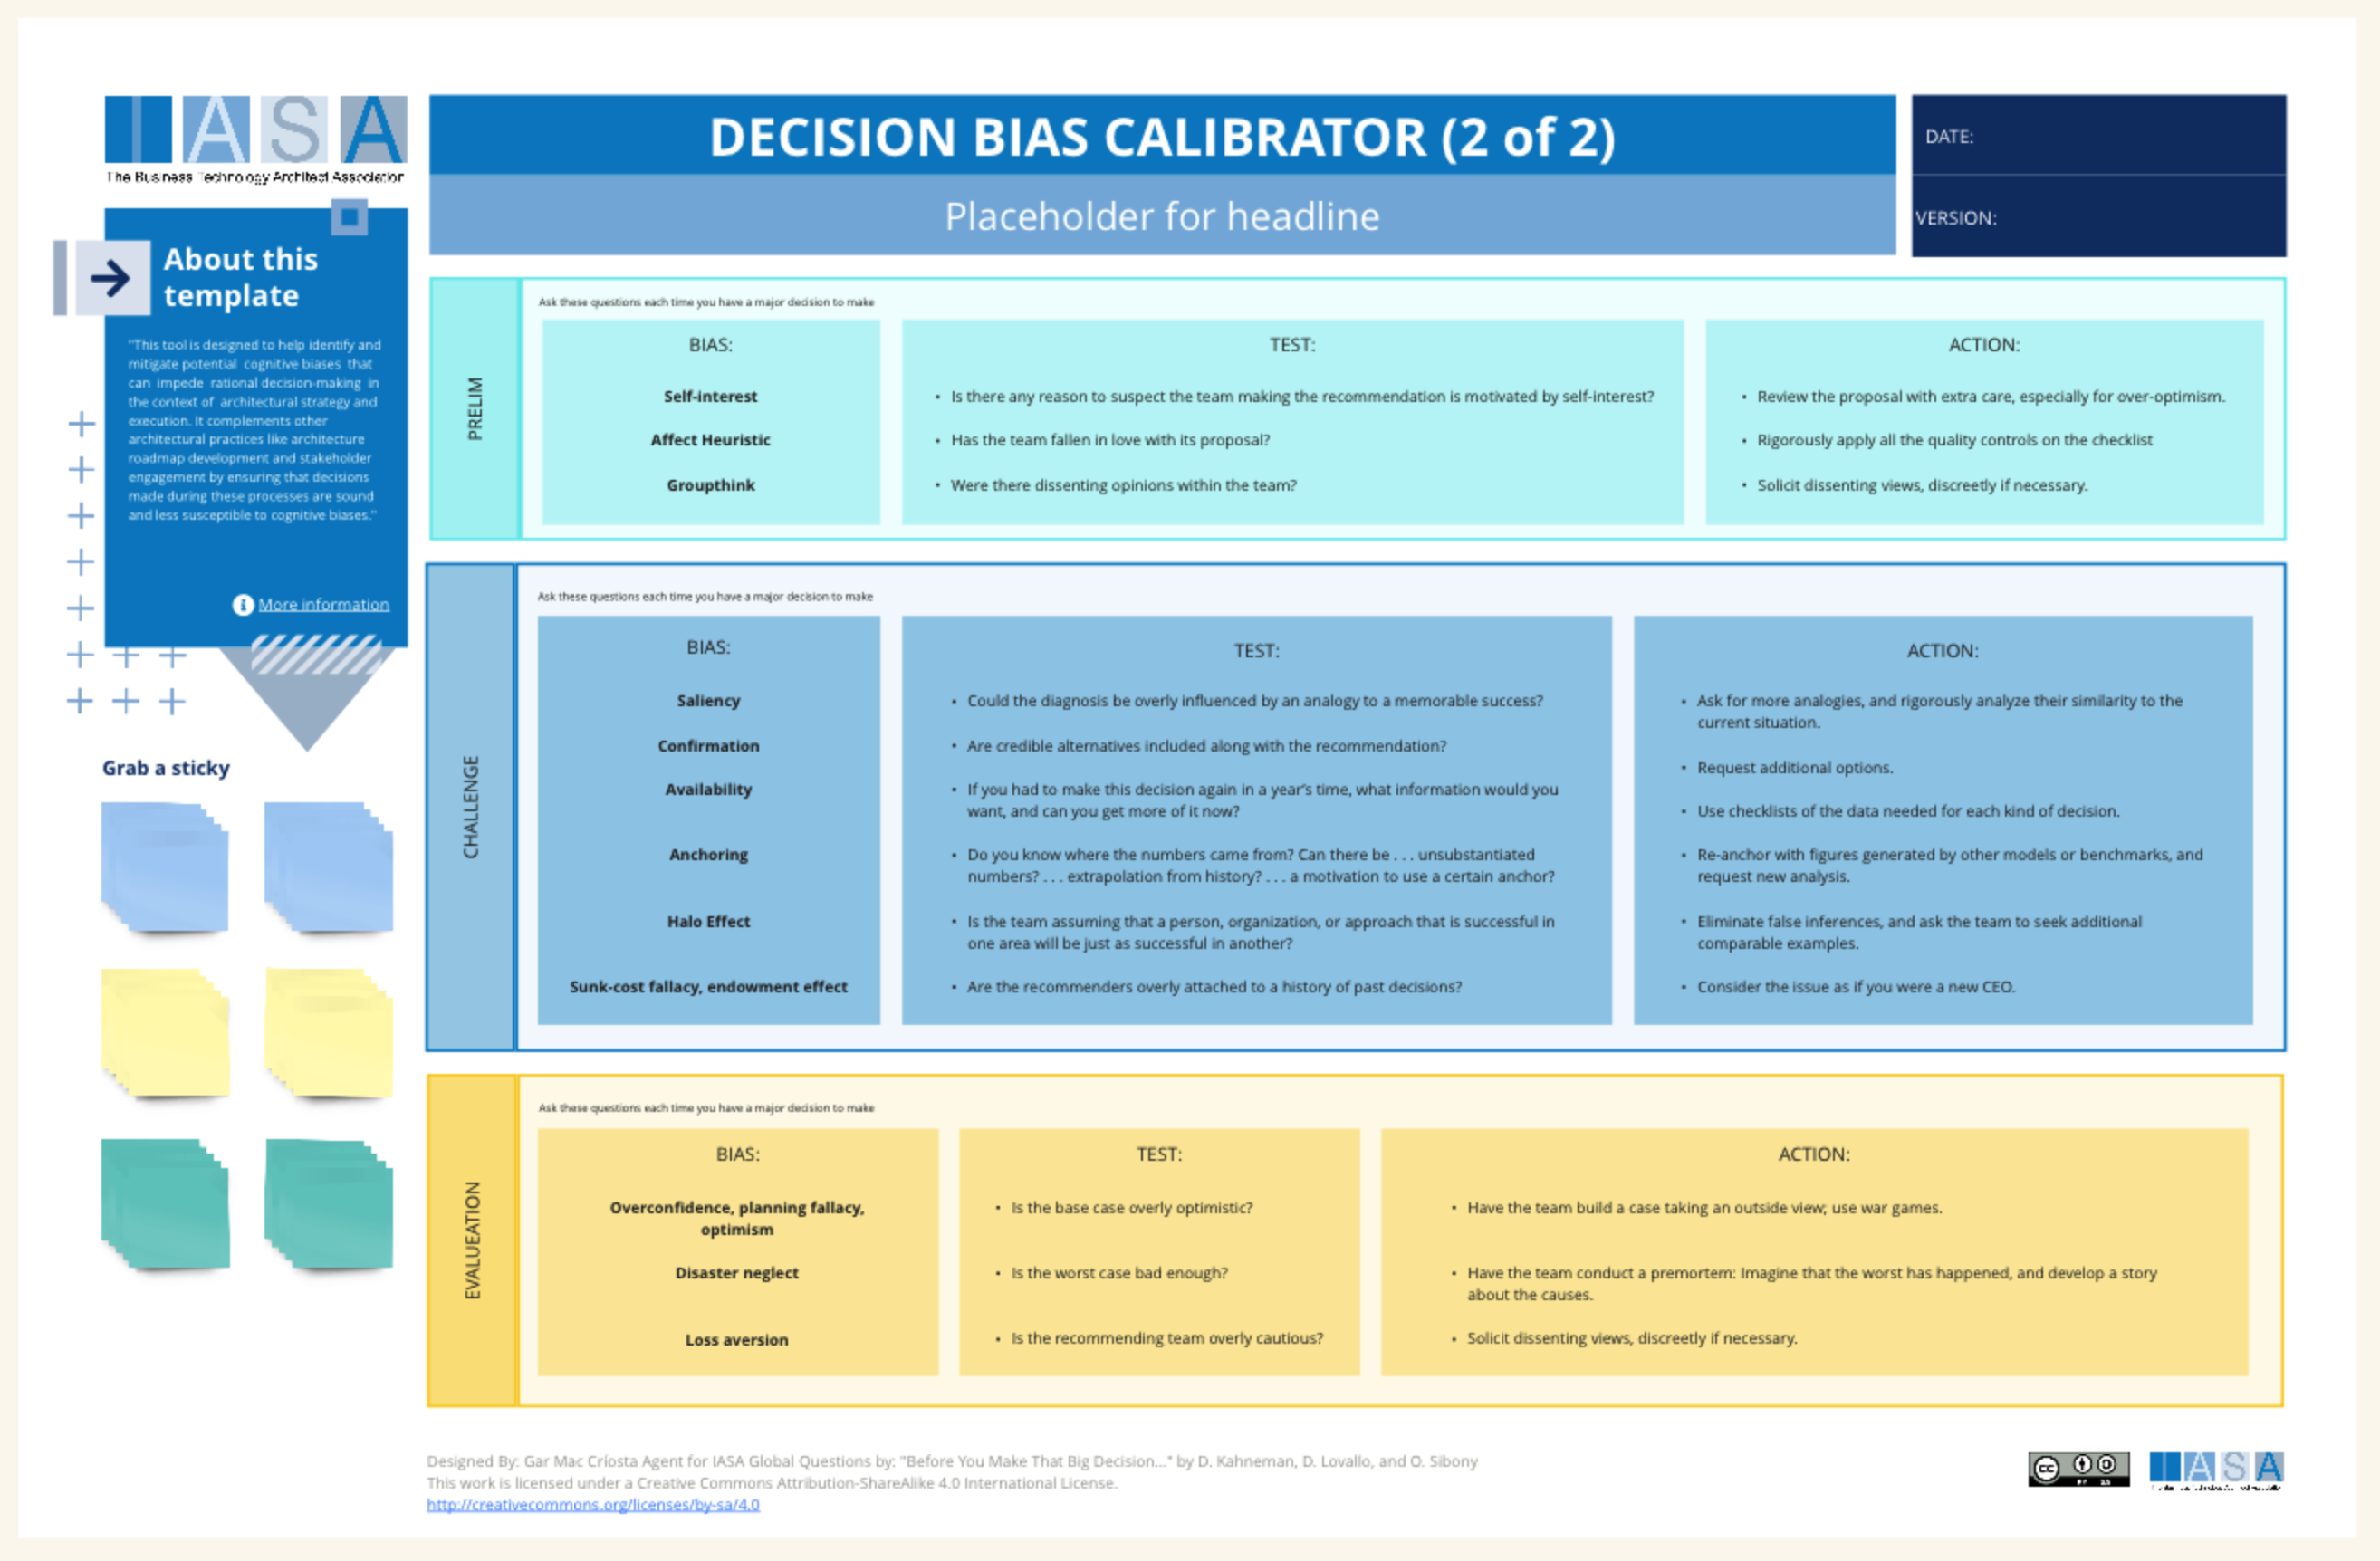 IASA
The Business Technology Architect Association
DECISION BIAS CALIBRATOR (2 of 2)
Placeholder for headline
DATE:
VERSION:
About this
template
"This tool is designed to help identify and
mitigate potential cognitive biases that
can impede rational decision-making in
the context of architectural strategy and
execution. It complements other
architectural practices like architecture
roadmap development and stakeholder
engagement by ensuring that decisions
made during these processes are sound
and less susceptible to cognitive biases."
More information
Grab a sticky
PRELIM
Ask these questions each time you have a major decision to make
BIAS:
Self-interest
Affect Heuristic
Groupthink
TEST:
• Is there any reason to suspect the team making the recommendation is motivated by self-interest?
• Has the team fallen in love with its proposal?
• Were there dissenting opinions within the team?
ACTION:
• Review the proposal with extra care, especially for over-optimism.
• Rigorously apply all the quality controls on the checklist
• Solicit dissenting views, discreetly if necessary.
CHALLENGE
Ask these questions each time you have a major decision to make
BIAS:
Saliency
Confirmation
Availability
Anchoring
Halo Effect
Sunk-cost fallacy, endowment effect
TEST:
• Could the diagnosis be overly influenced by an analogy to a memorable success?
• Are credible alternatives included along with the recommendation?
• If you had to make this decision again in a year's time, what information would you
want, and can you get more of it now?
• Do you know where the numbers came from? Can there be . . . unsubstantiated
numbers? . . . extrapolation from history? . . . a motivation to use a certain anchor?
• Is the team assuming that a person, organization, or approach that is successful in
one area will be just as successful in another?
• Are the recommenders overly attached to a history of past decisions?
ACTION:
• Ask for more analogies, and rigorously analyze their similarity to the
current situation.
• Request additional options.
• Use checklists of the data needed for each kind of decision.
• Re-anchor with figures generated by other models or benchmarks, and
request new analysis.
• Eliminate false inferences, and ask the team to seek additional
comparable examples.
• Consider the issue as if you were a new CEO.
EVALUEATION
Ask these questions each time you have a major decision to make
BIAS:
Overconfidence, planning fallacy,
optimism
Disaster neglect
Loss aversion
TEST:
• Is the base case overly optimistic?
• Is the worst case bad enough?
• Is the recommending team overly cautious?
ACTION:
• Have the team build a case taking an outside view; use war games.
• Have the team conduct a premortem: Imagine that the worst has happened, and develop a story
about the causes.
• Solicit dissenting views, discreetly if necessary.
Designed By: Gar Mac Críosta Agent for IASA Global Questions by: "Before You Make That Big Decision..." by D. Kahneman, D. Lovallo, and O. Sibony
This work is licensed under a Creative Commons Attribution-ShareAlike 4.0 International License.
http://creativecommons.org/licenses/by-sa/4.0
cc
BY SA
IASA